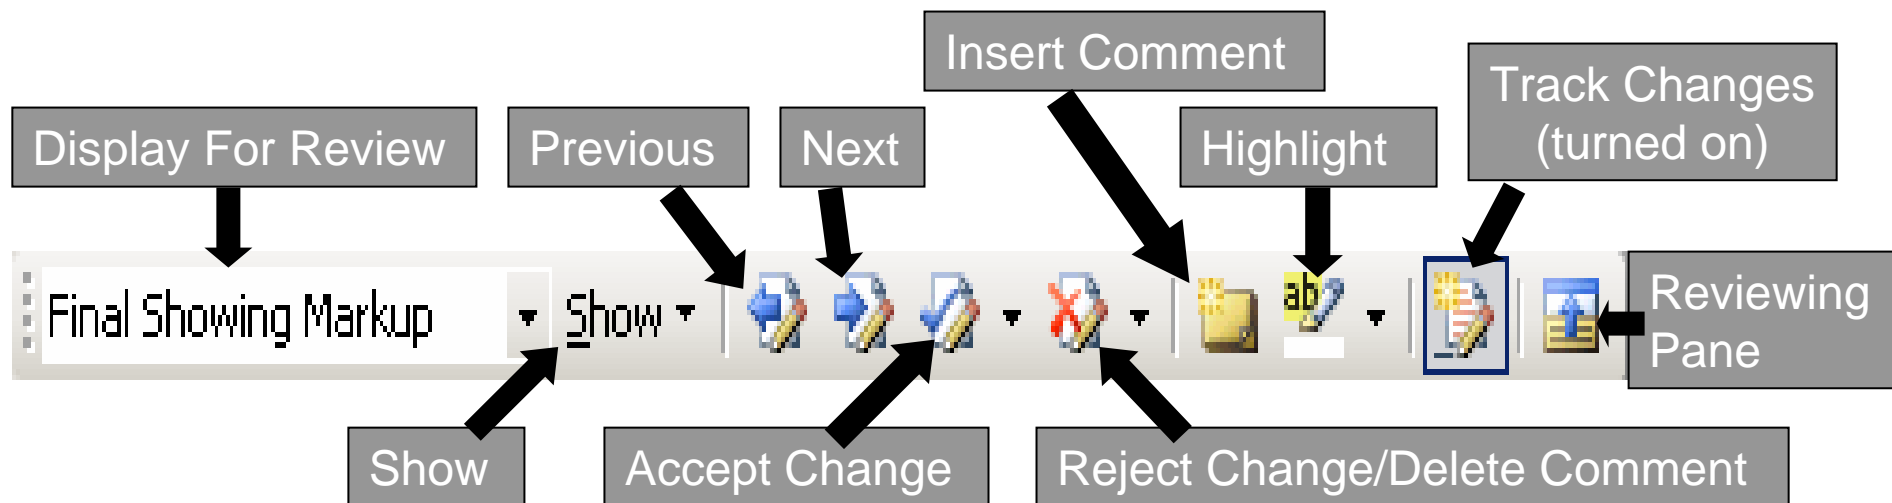 Insert Comment
Track Changes
(turned on)
Display For Review
Previous
Next
Highlight
Final Showing Markup
Show
ab
Reviewing
Pane
Show
Accept Change
Reject Change/Delete Comment